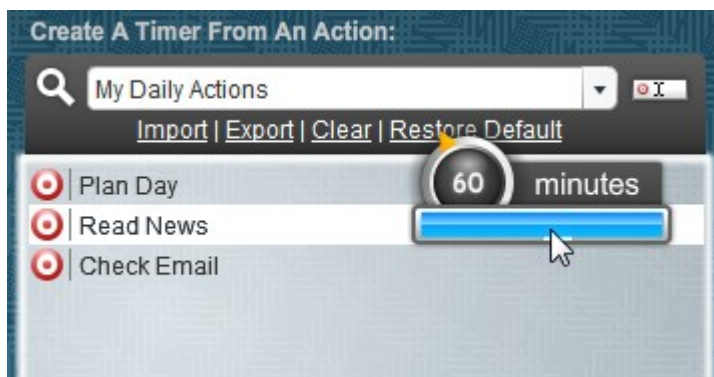 Create A Timer From An Action:
My Daily Actions
Import | Export | Clear | Restore Default
Plan Day
60 minutes
Read News
Check Email